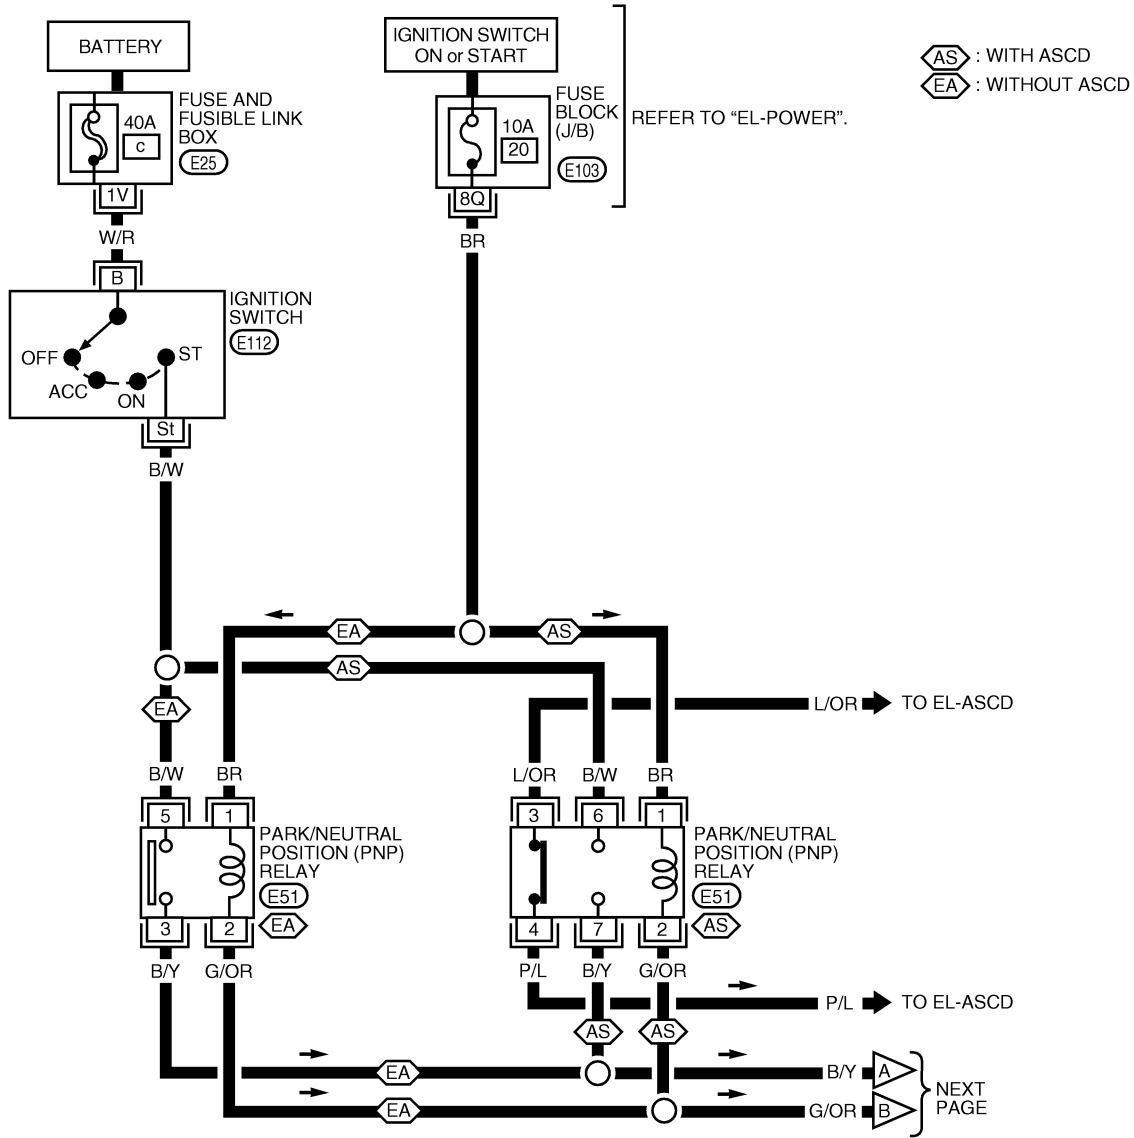 BATTERY
IGNITION SWITCH
ON or START
AS : WITH ASCD
EA : WITHOUT ASCD
FUSE AND
FUSIBLE LINK
BOX
E25
40A
c
1V
FUSE
BLOCK
(J/B)
E103
10A
20
8Q
REFER TO “EL-POWER”.
W/R
BR
B
IGNITION
SWITCH
E112
OFF
ACC
ON
ST
St
B/W
EA
AS
AS
EA
L/OR
TO EL-ASCD
B/W
BR
L/OR
B/W
BR
5
1
3
6
1
PARK/NEUTRAL
POSITION (PNP)
RELAY
E51
EA
PARK/NEUTRAL
POSITION (PNP)
RELAY
E51
AS
3
2
4
7
2
B/Y
G/OR
P/L
B/Y
G/OR
P/L
TO EL-ASCD
AS
AS
EA
B/Y
A
EA
G/OR
B
NEXT
PAGE